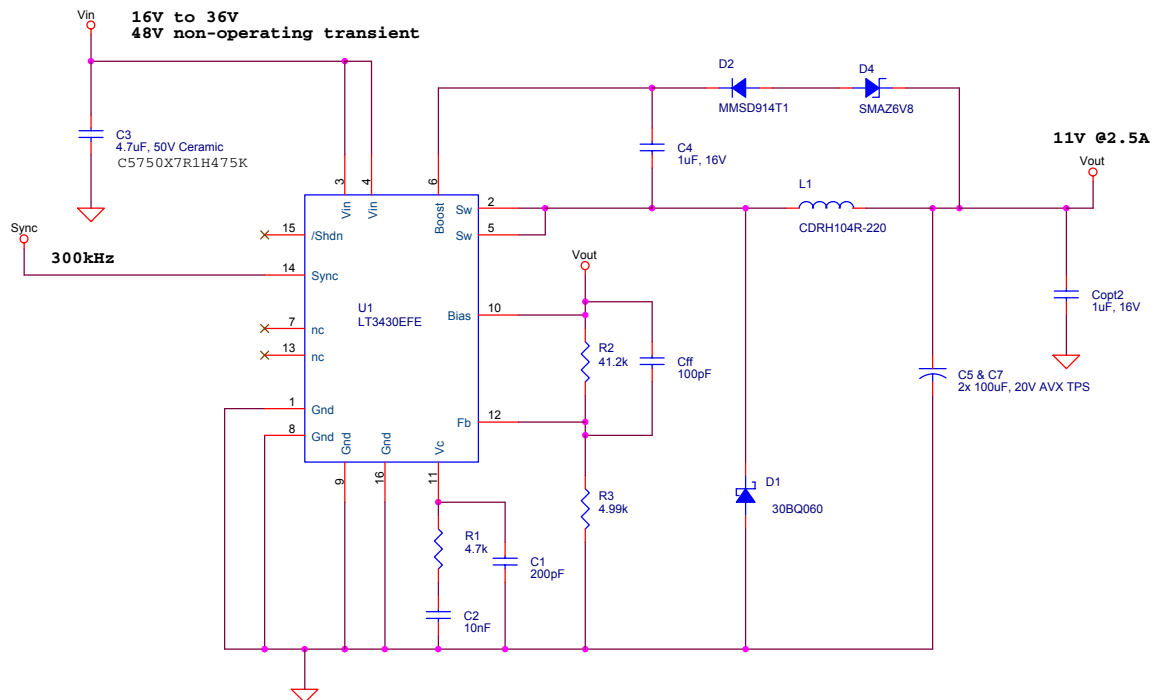 Vin
16V to 36V
48V non-operating transient
D2
MMSD914T1
D4
SMAZ6V8
C3
4.7uF, 50V Ceramic
C5750X7R1H475K
C4
1uF, 16V
11V @2.5A
Vout
3
4
6
Vin
Vin
Boost
Sw
2
Sw
5
L1
CDRH104R-220
Sync
300kHz
15
/Shdn
14
Sync
7
nc
13
nc
1
Gnd
8
Gnd
U1
LT3430EFE
Vout
Bias
10
R2
41.2k
Cff
100pF
Copt2
1uF, 16V
C5 & C7
2x 100uF, 20V AVX TPS
Fb
12
Gnd
Gnd
Vc
9
16
11
R3
4.99k
D1
30BQ060
R1
4.7k
C1
200pF
C2
10nF